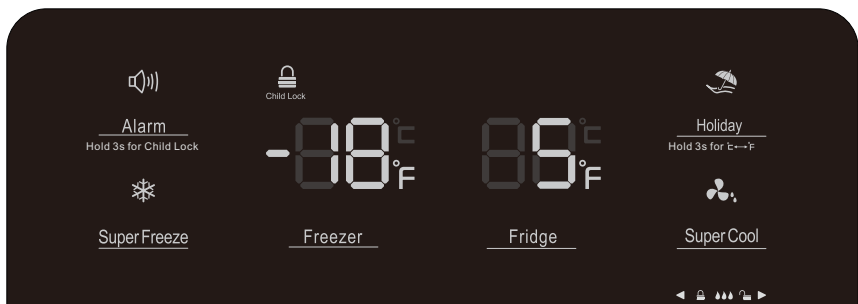 Child Lock
Alarm
Hold 3s for Child Lock
-18°F
5°F
Holiday
Hold 3s for °C↔°F
Super Freeze
Freezer
Fridge
Super Cool